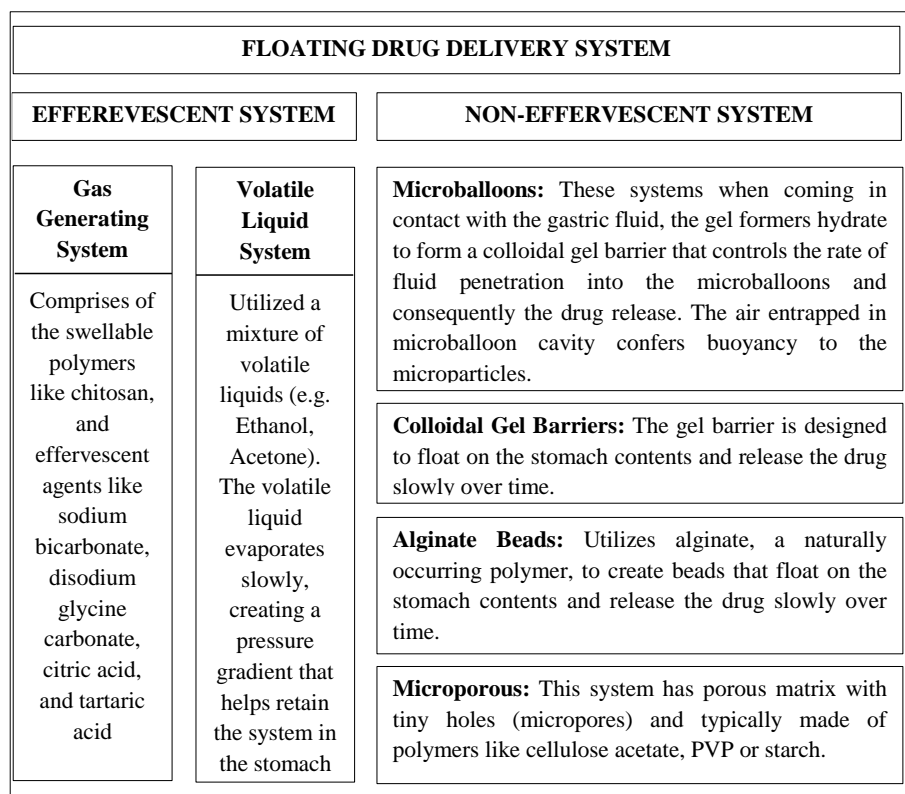 FLOATING DRUG DELIVERY SYSTEM
EFFEREVESCENT SYSTEM
NON-EFFERVESCENT SYSTEM
Gas
Generating
System
Comprises of
the swellable
polymers
like chitosan,
and
effervescent
agents like
sodium
bicarbonate,
disodium
glycine
carbonate,
citric acid,
and tartaric
acid
Volatile
Liquid
System
Utilized a
mixture of
volatile
liquids (e.g.
Ethanol,
Acetone).
The volatile
liquid
evaporates
slowly,
creating a
pressure
gradient that
helps retain
the system in
the stomach
Microballoons: These systems when coming in
contact with the gastric fluid, the gel formers hydrate
to form a colloidal gel barrier that controls the rate of
fluid penetration into the microballoons and
consequently the drug release. The air entrapped in
microballoon cavity confers buoyancy to the
microparticles.
Colloidal Gel Barriers: The gel barrier is designed
to float on the stomach contents and release the drug
slowly over time.
Alginate Beads: Utilizes alginate, a naturally
occurring polymer, to create beads that float on the
stomach contents and release the drug slowly over
time.
Microporous: This system has porous matrix with
tiny holes (micropores) and typically made of
polymers like cellulose acetate, PVP or starch.